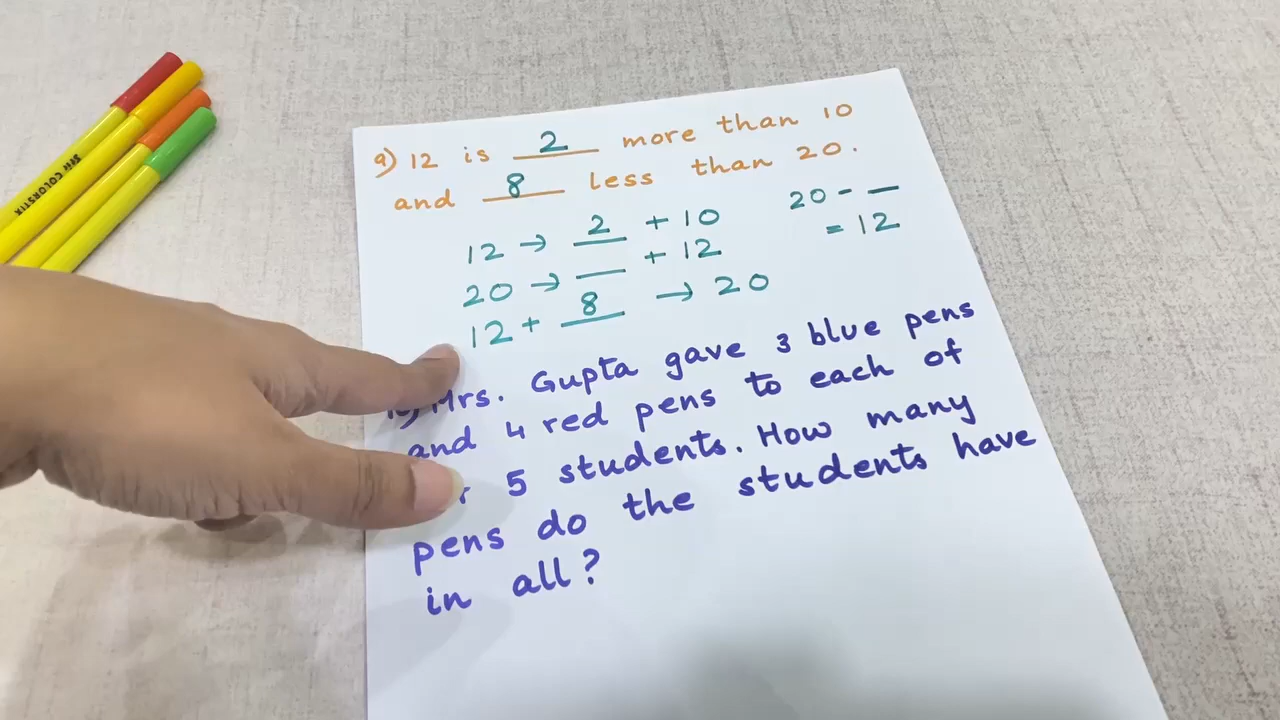 9) 12 is 2 more than 10
and 8 less than 20.
12 → 2 + 10
20 → __ + 12
12 + 8 → 20
20 - __
= 12
Mrs. Gupta gave 3 blue pens
and 4 red pens to each of
5 students. How many
pens do the students have
in all?
SFW COLORSTIX